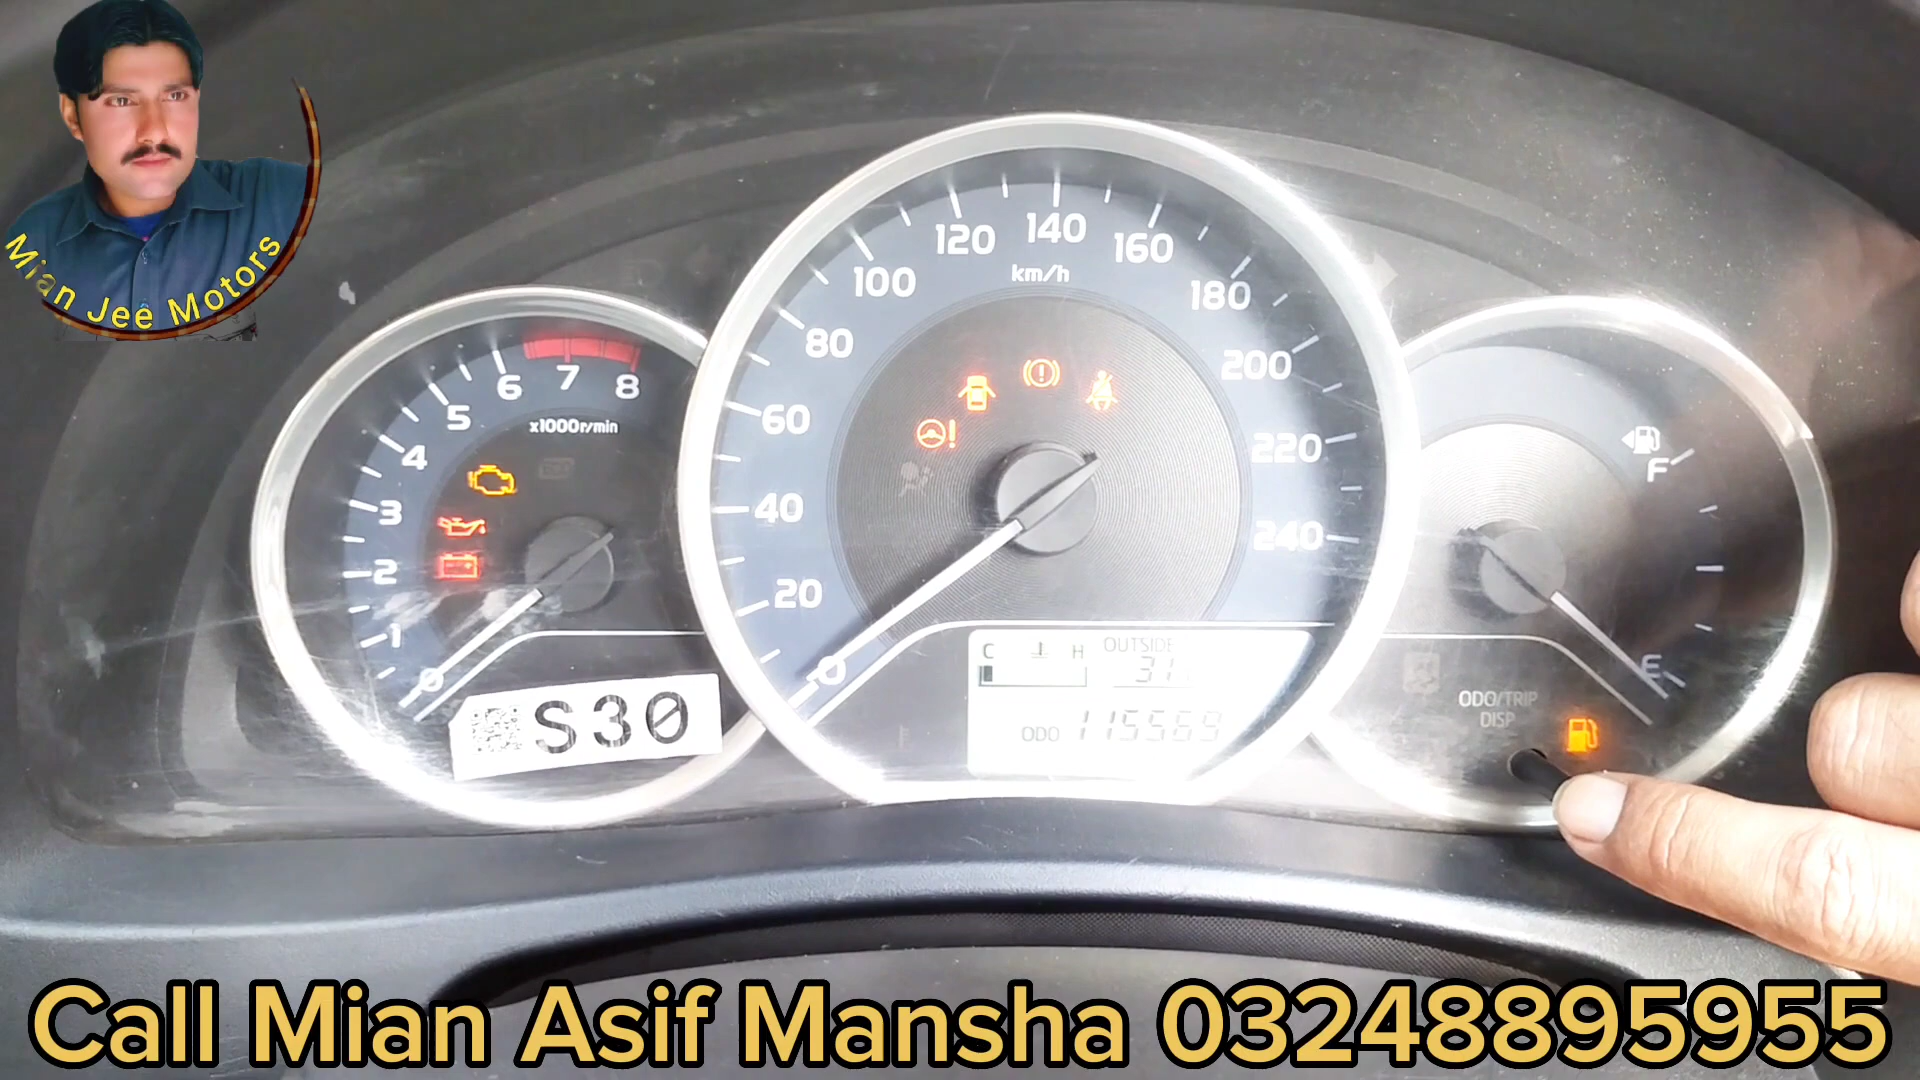 Mian Jee Motors
0
1
2
3
4
5
6
7
8
x1000r/min
0
20
40
60
80
100
120
140
160
180
200
220
240
km/h
F
E
C H OUTSIDE
31
ODO 115569
ODO/TRIP
DISP
S30
Call Mian Asif Mansha 03248895955